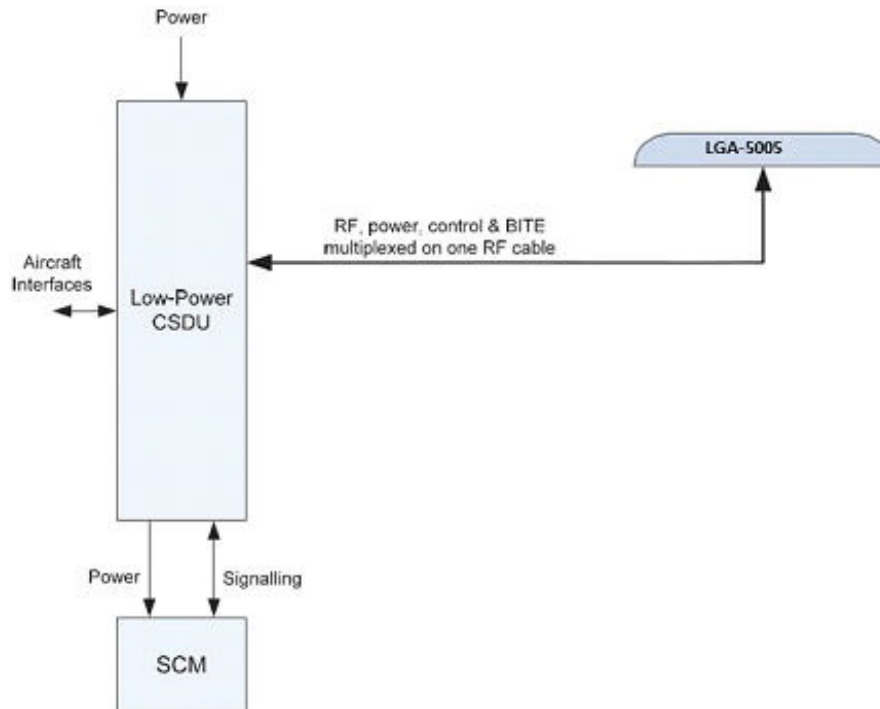 Power
LGA-5005
RF, power, control & BITE
multiplexed on one RF cable
Aircraft
Interfaces
Low-Power
CSDU
Power
Signalling
SCM